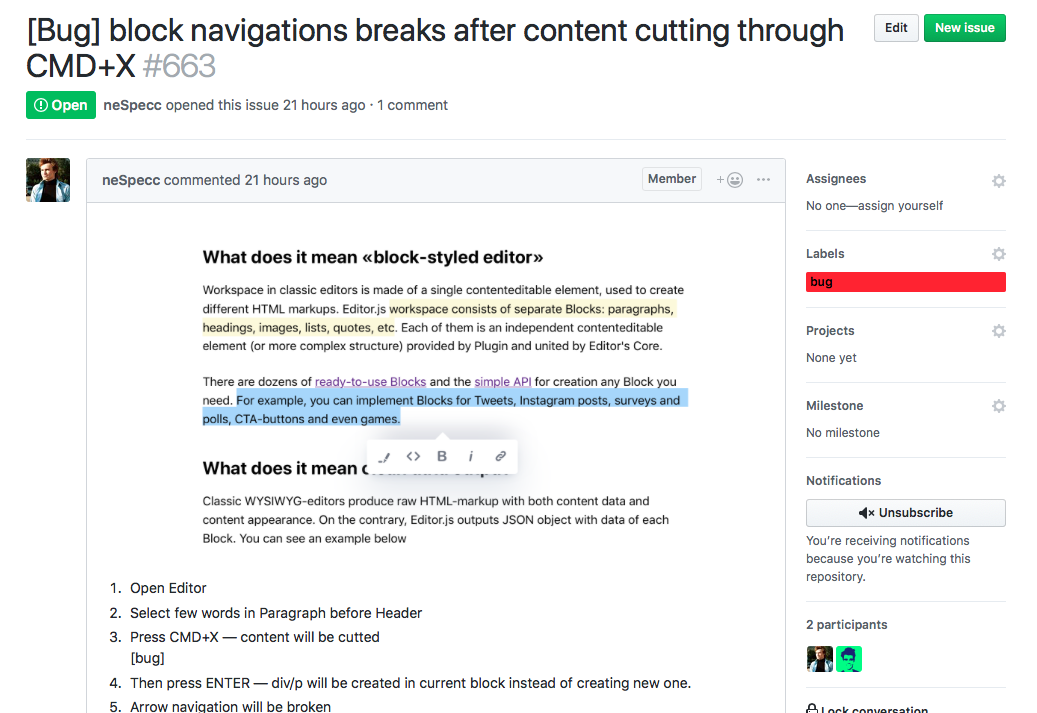 [Bug] block navigations breaks after content cutting through
CMD+X #663
Edit
New issue
Open
neSpecc opened this issue 21 hours ago · 1 comment
neSpecc commented 21 hours ago
Member
What does it mean «block-styled editor»
Workspace in classic editors is made of a single contenteditable element, used to create
different HTML markups. Editor.js workspace consists of separate Blocks: paragraphs,
headings, images, lists, quotes, etc. Each of them is an independent contenteditable
element (or more complex structure) provided by Plugin and united by Editor's Core.
There are dozens of ready-to-use Blocks and the simple API for creation any Block you
need. For example, you can implement Blocks for Tweets, Instagram posts, surveys and
polls, CTA-buttons and even games.
<> B i
What does it mean
Classic WYSIWYG-editors produce raw HTML-markup with both content data and
content appearance. On the contrary, Editor.js outputs JSON object with data of each
Block. You can see an example below
1. Open Editor
2. Select few words in Paragraph before Header
3. Press CMD+X — content will be cutted
[bug]
4. Then press ENTER — div/p will be created in current block instead of creating new one.
5. Arrow navigation will be broken
Assignees
No one—assign yourself
Labels
bug
Projects
None yet
Milestone
No milestone
Notifications
Unsubscribe
You're receiving notifications
because you're watching this
repository.
2 participants
Lock conversation